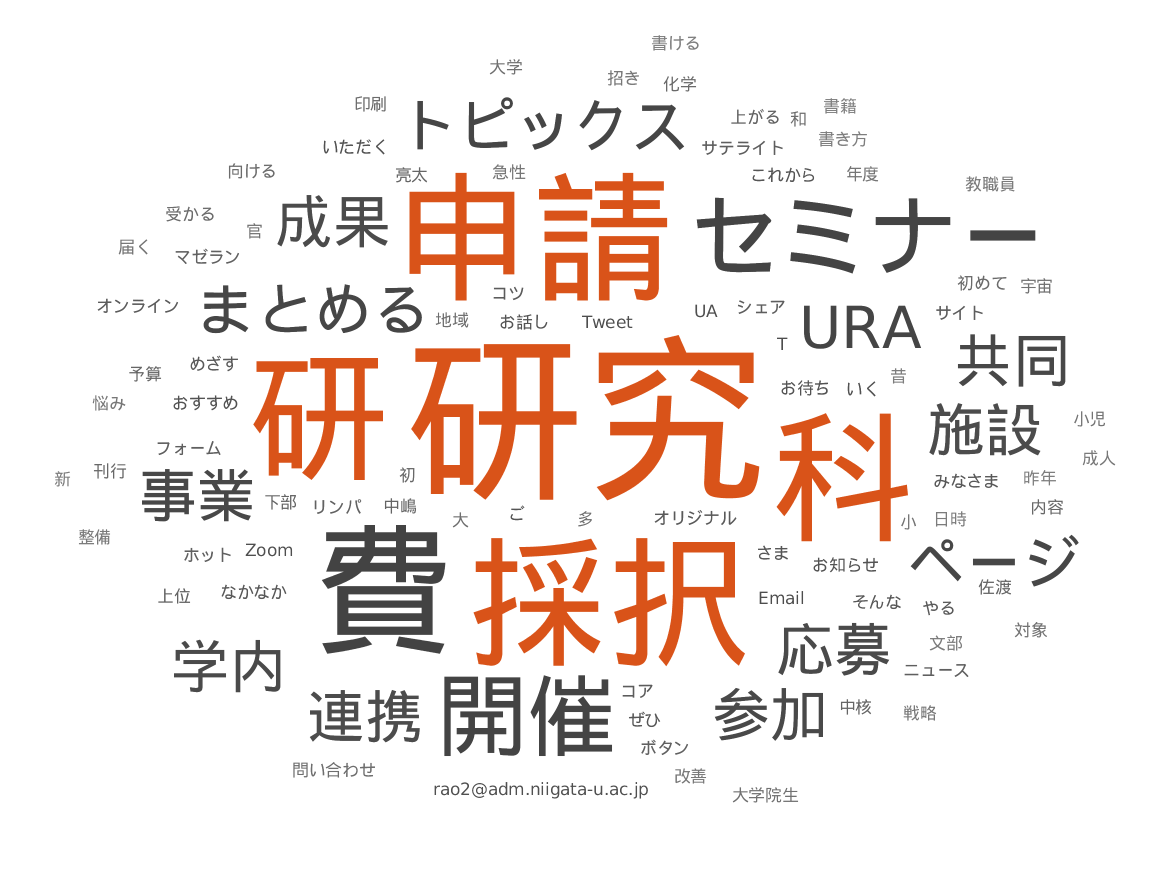 書ける
大学
招き
化学
印刷
トピックス
上がる
和
書籍
書き方
いただく
サテライト
向ける
亮太
急性
これから
年度
教職員
受かる
官
成果
申請
セミナー
届く
マゼラン
オンライン
まとめる
コツ
初めて
宇宙
地域
お話し
Tweet
UA
シェア
URA
サイト
T
共同
予算
めざす
研
研究
お待ち
いく
昔
悩み
おすすめ
科
施設
小児
フォーム
成人
新
刊行
事業
初
みなさま
昨年
下部
リンパ
中嶋
大
ご
多
オリジナル
小
日時
内容
整備
ホット
Zoom
費
採択
さま
お知らせ
ページ
佐渡
上位
なかなか
Email
そんな
やる
学内
応募
文部
対象
ニュース
連携
開催
コア
ぜひ
ボタン
参加
中核
戦略
問い合わせ
改善
rao2@adm.niigata-u.ac.jp
大学院生